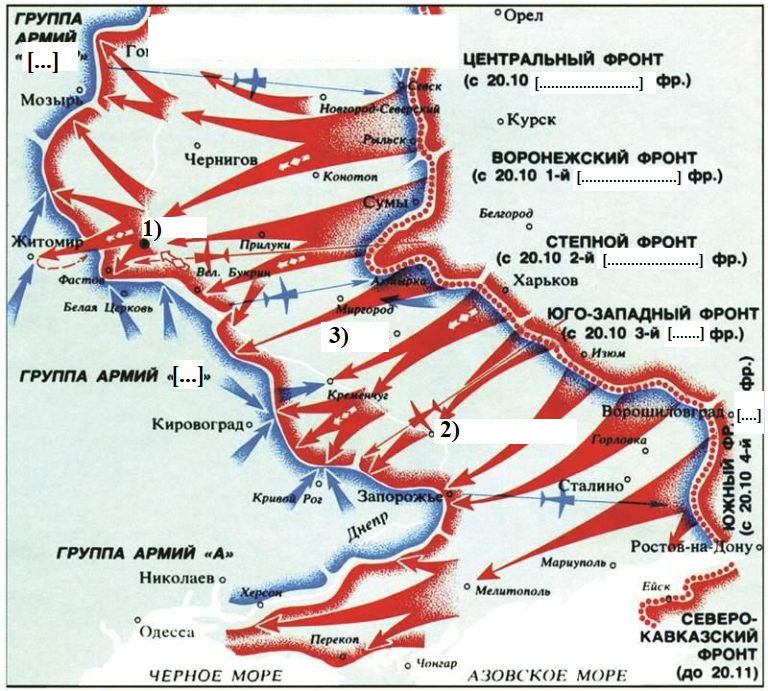 ГРУППА
АРМИЙ
«[...]»
Го
Орел
ЦЕНТРАЛЬНЫЙ ФРОНТ
(с 20.10 [.........................] фр.)
Мозырь
Севск
Новгород-Северский
Курск
Рыльск
Чернигов
Конотоп
ВОРОНЕЖСКИЙ ФРОНТ
(с 20.10 1-й [........................] фр.)
Сумы
Белгород
1)
Житомир
Прилуки
СТЕПНОЙ ФРОНТ
(с 20.10 2-й [.......................] фр.)
Фастов
Вел. Букрин
Ахтырка
Харьков
Белая Церковь
Миргород
ЮГО-ЗАПАДНЫЙ ФРОНТ
(с 20.10 3-й [.......] фр.)
3)
Изюм
ГРУППА АРМИЙ «[...]»
Кременчуг
Ворошиловград
ЮЖНЫЙ ФР.
(с 20.10 4-й [....] фр.)
Кировоград
2)
Горловка
Сталино
Кривой Рог
Запорожье
Днепр
ГРУППА АРМИЙ «А»
Ростов-на-Дону
Николаев
Херсон
Мариуполь
Мелитополь
Ейск
Одесса
Перекоп
СЕВЕРО-
КАВКАЗСКИЙ
ФРОНТ
(до 20.11)
Чонгар
ЧЕРНОЕ МОРЕ
АЗОВСКОЕ МОРЕ